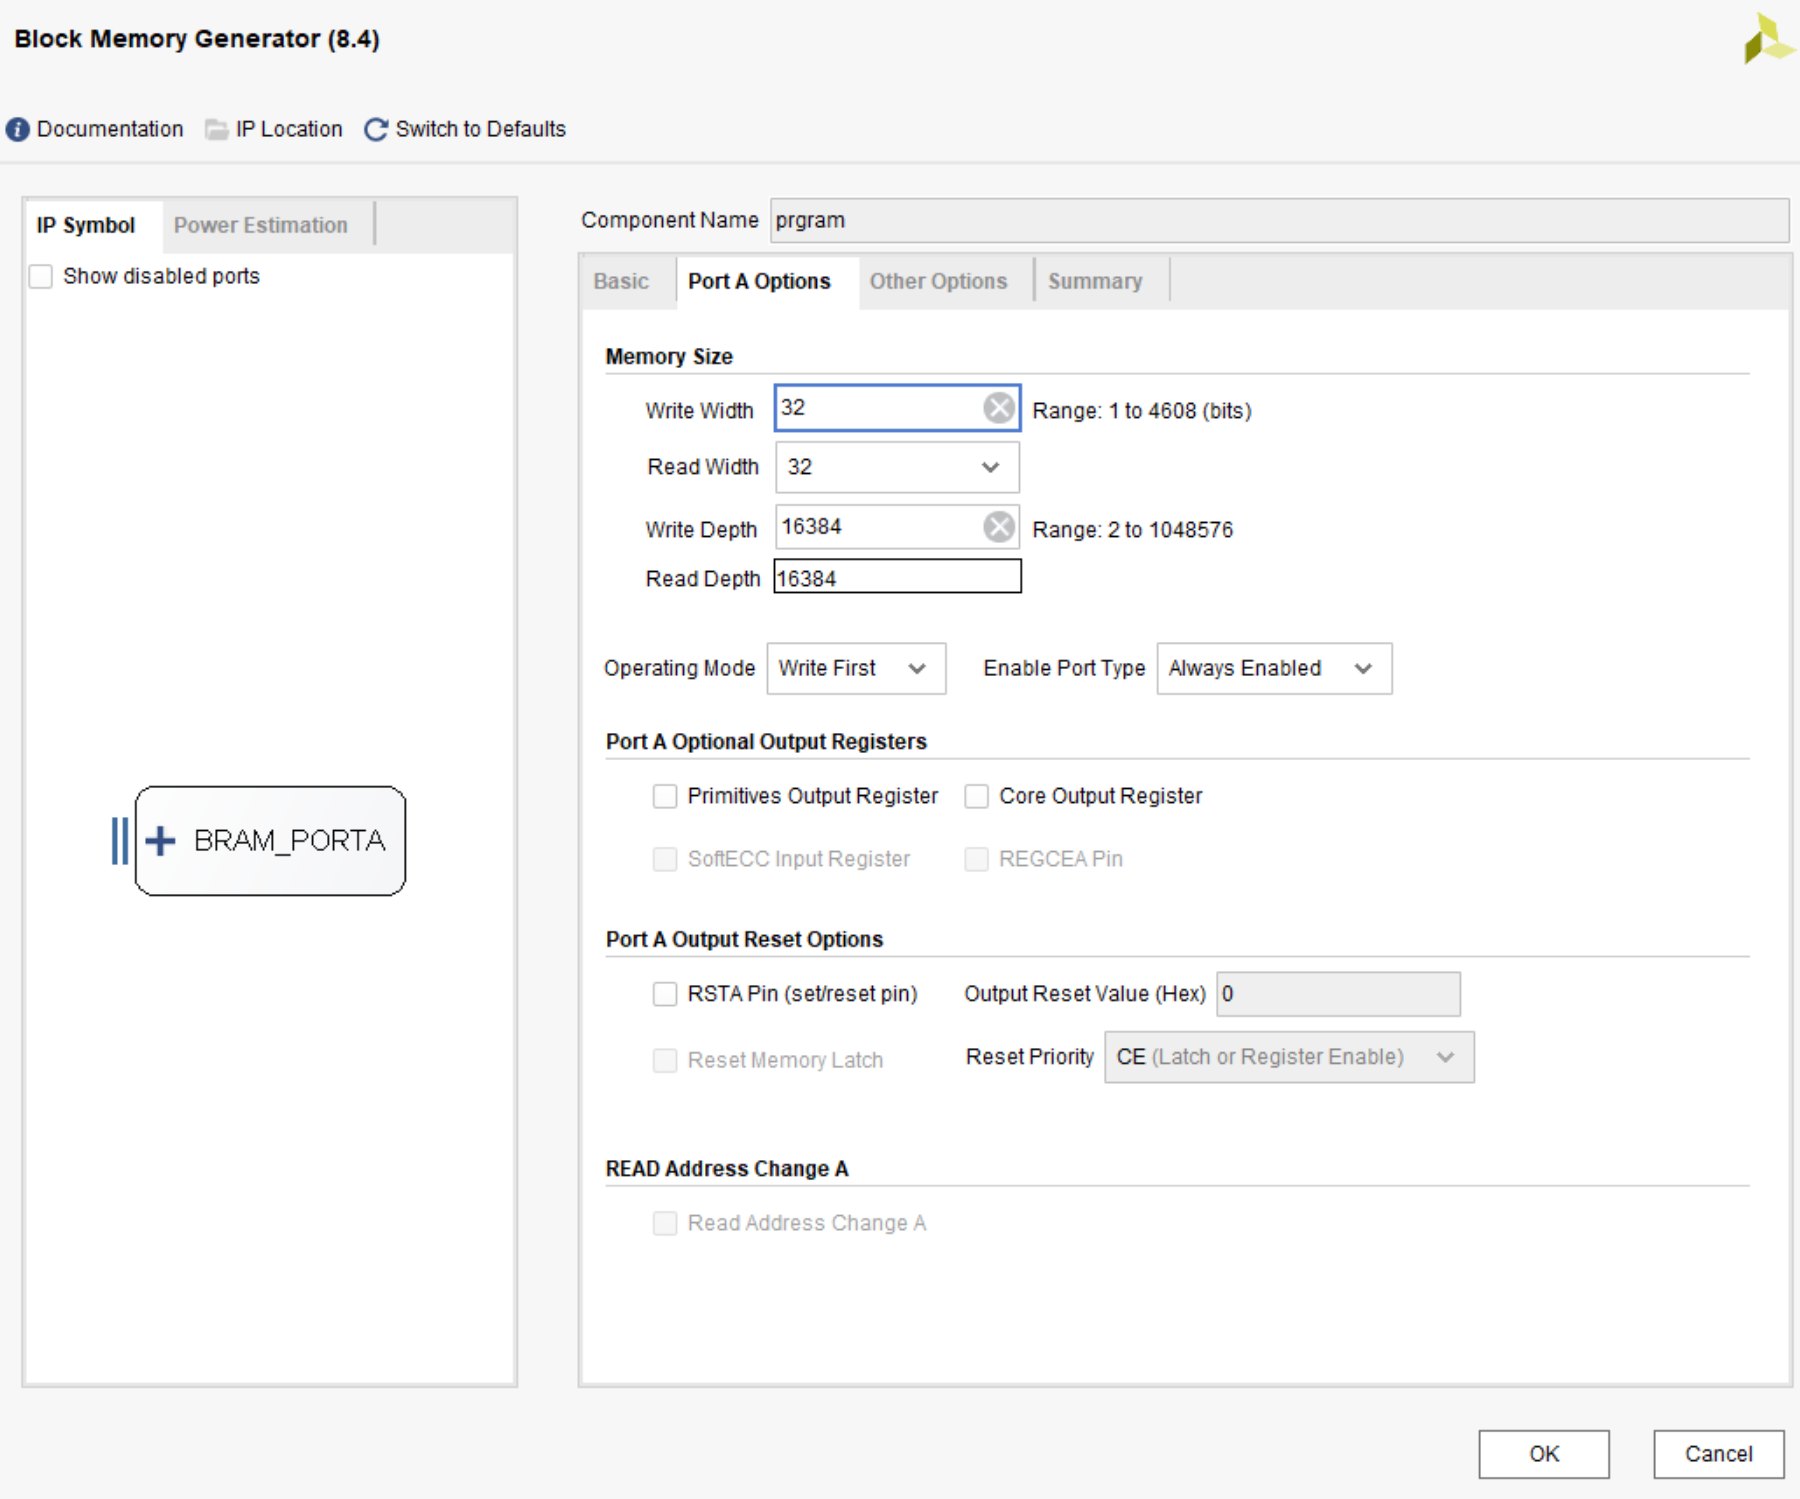 Block Memory Generator (8.4)
Documentation IP Location Switch to Defaults
IP Symbol Power Estimation
Show disabled ports
BRAM_PORTA
Component Name prgram
Basic Port A Options Other Options Summary
Memory Size
Write Width 32 Range: 1 to 4608 (bits)
Read Width 32
Write Depth 16384 Range: 2 to 1048576
Read Depth 16384
Operating Mode Write First Enable Port Type Always Enabled
Port A Optional Output Registers
Primitives Output Register Core Output Register
SoftECC Input Register REGCEA Pin
Port A Output Reset Options
RSTA Pin (set/reset pin) Output Reset Value (Hex) 0
Reset Memory Latch Reset Priority CE (Latch or Register Enable)
READ Address Change A
Read Address Change A
OK Cancel